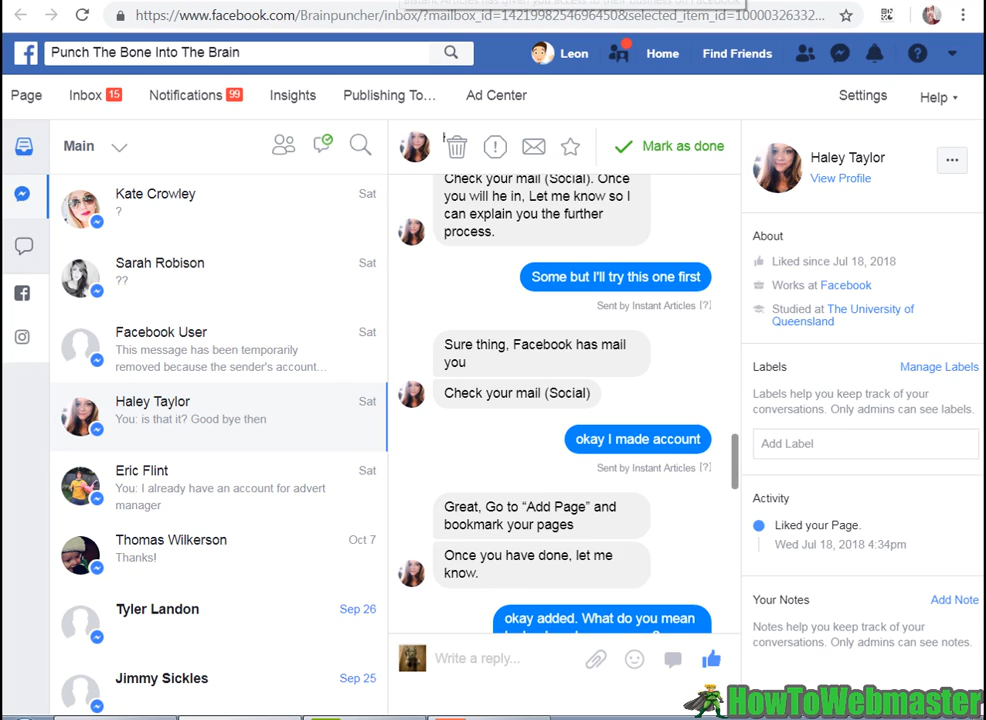 https://www.facebook.com/Brainpuncher/inbox/?mailbox_id=142199825469645​0&selected_item_id=10000326332...
Punch The Bone Into The Brain
Leon
Home
Find Friends
Page
Inbox 15
Notifications 99
Insights
Publishing To...
Ad Center
Settings
Help
Main
Mark as done
Kate Crowley
Sat
?
Sarah Robison
Sat
??
Facebook User
Sat
This message has been temporarily
removed because the sender's account...
Haley Taylor
Sat
You: is that it? Good bye then
Eric Flint
Sat
You: I already have an account for advert
manager
Thomas Wilkerson
Oct 7
Thanks!
Tyler Landon
Sep 26
Jimmy Sickles
Sep 25
Check your mail (Social). Once
you will he in, Let me know so I
can explain you the further
process.
Some but I'll try this one first
Sent by Instant Articles [?]
Sure thing, Facebook has mail
you
Check your mail (Social)
okay I made account
Sent by Instant Articles [?]
Great, Go to “Add Page” and
bookmark your pages
Once you have done, let me
know.
okay added. What do you mean
Write a reply...
Haley Taylor
View Profile
About
Liked since Jul 18, 2018
Works at Facebook
Studied at The University of
Queensland
Labels
Manage Labels
Labels help you keep track of your
conversations. Only admins can see labels.
Add Label
Activity
Liked your Page.
Wed Jul 18, 2018 4:34pm
Your Notes
Add Note
Notes help you keep track of your
conversations. Only admins can see notes.
HowToWebmaster